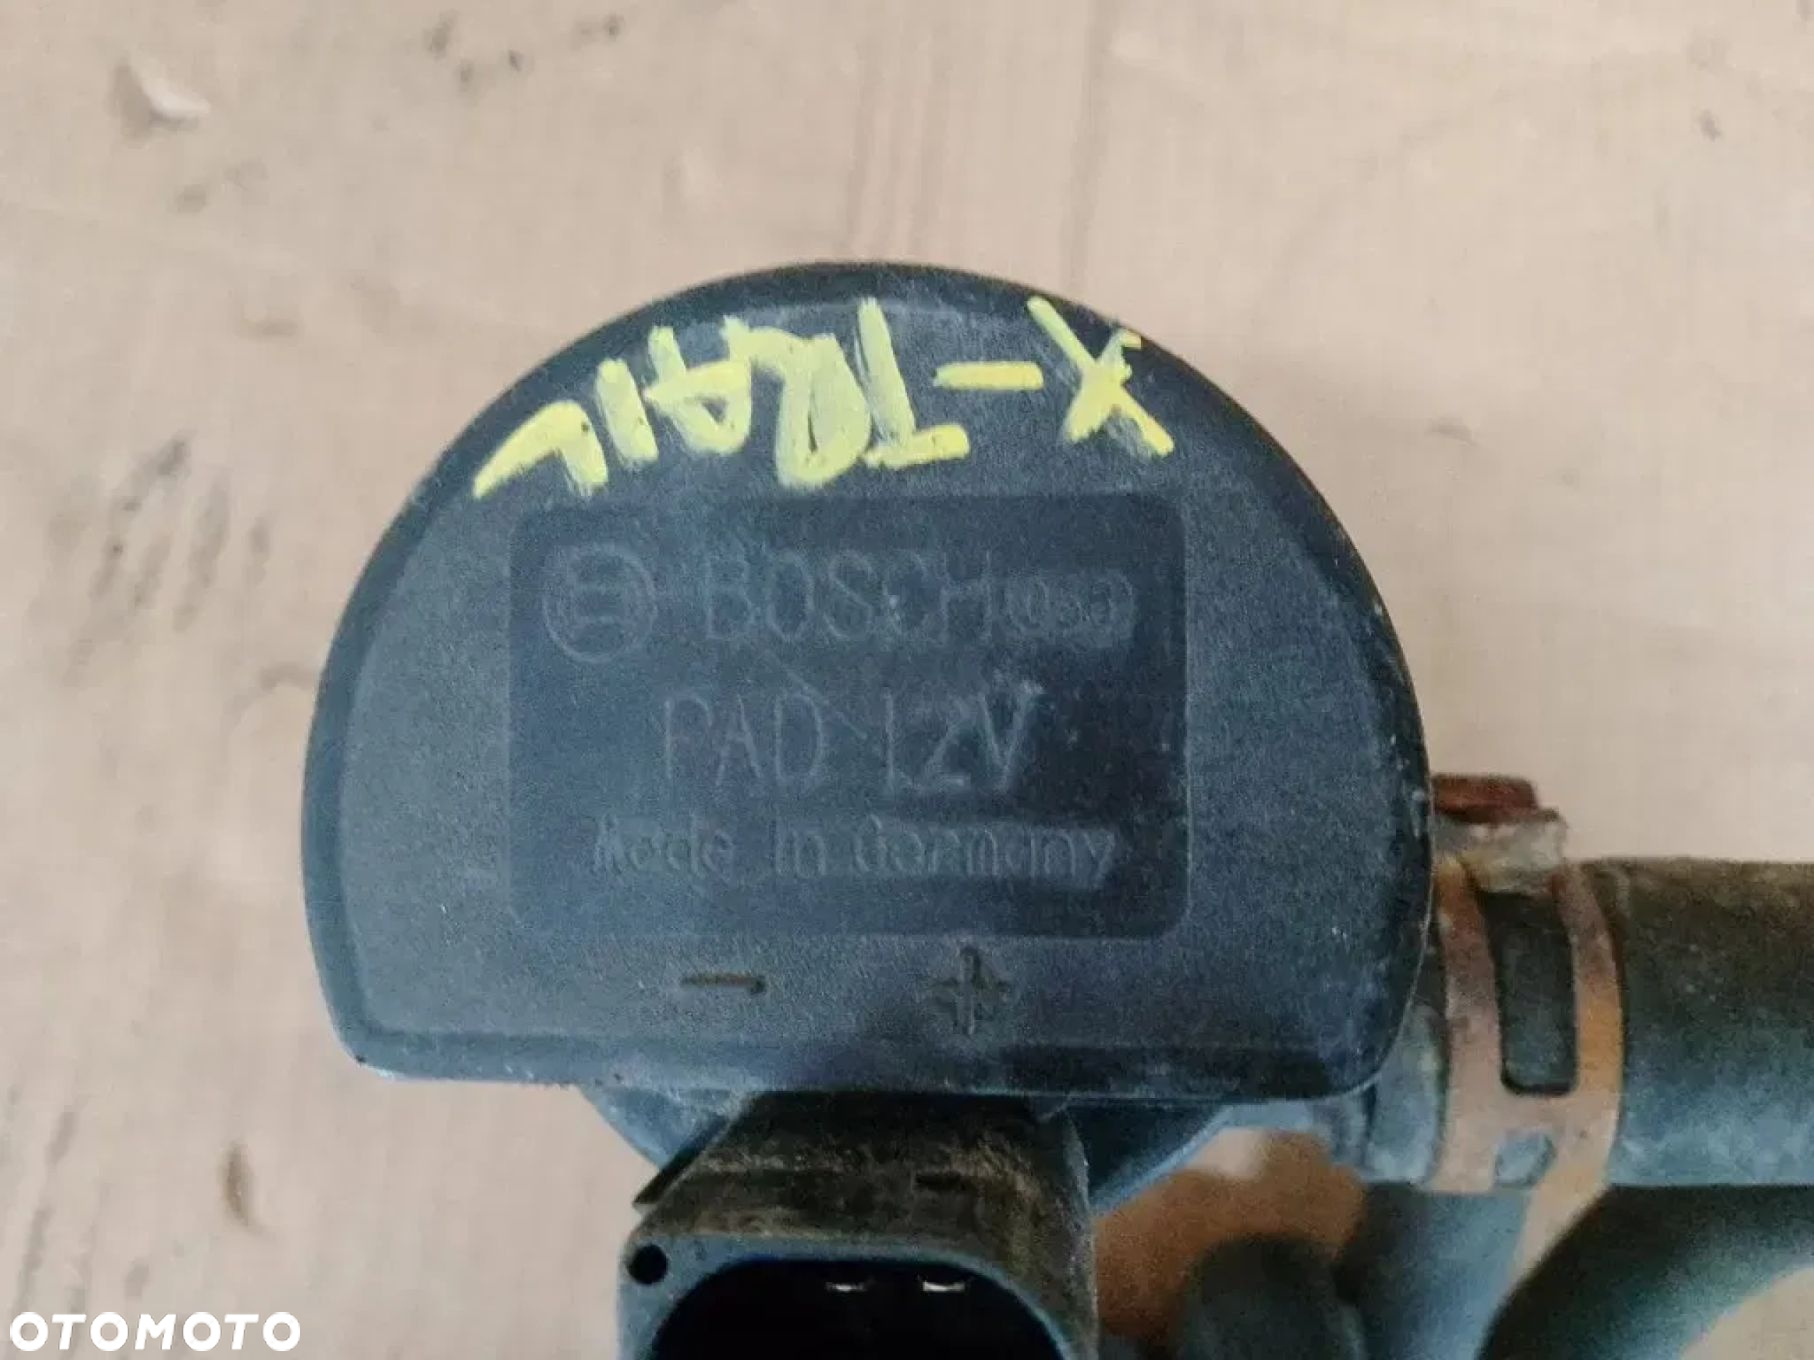 X-TRAIL
BOSCH
PAD 12V
Made in Germany
- +
OTOMOTO